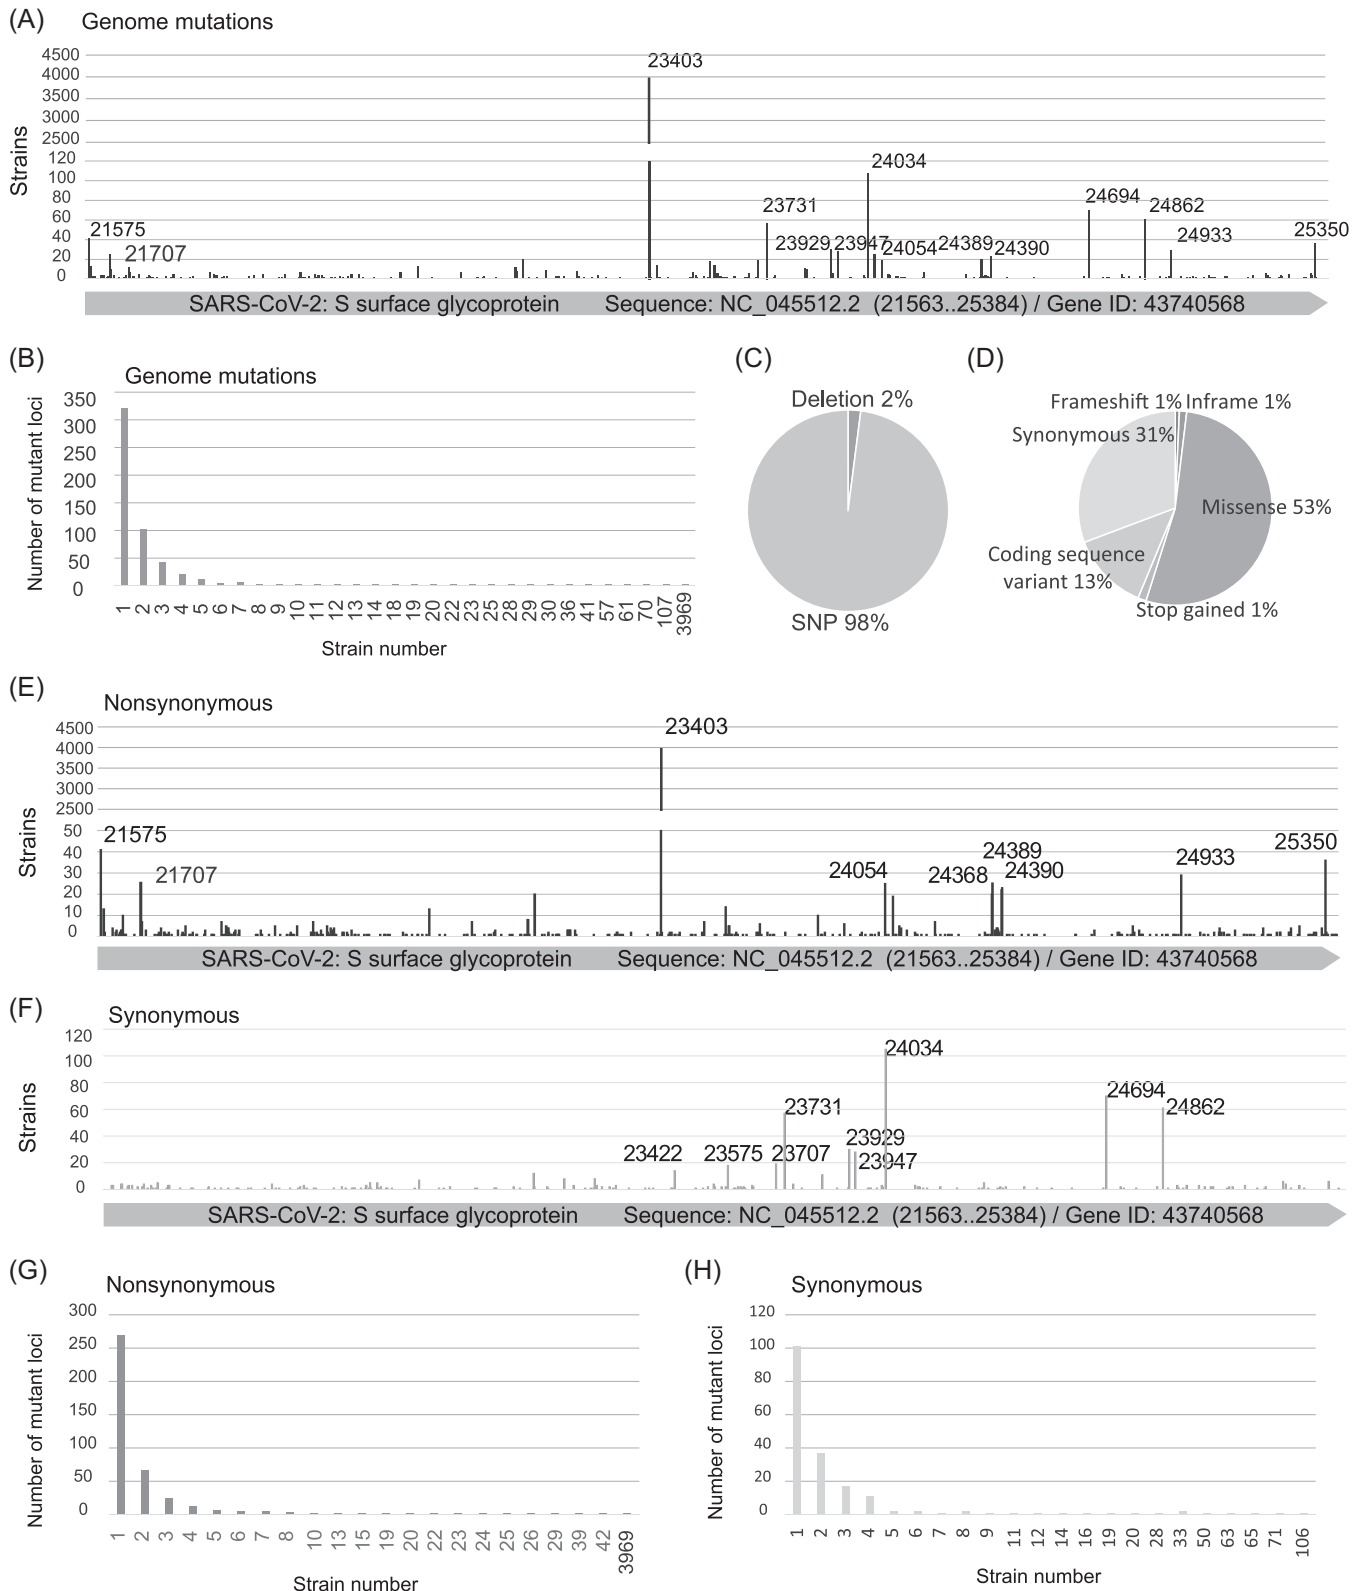 (A) Genome mutations
4500
4000
3500
3000
2500
120
100
80
60
40
20
0
Strains
23403
24034
23731
24694
24862
21575
21707
23929
23947
24054
24389
24390
24933
25350
SARS-CoV-2: S surface glycoprotein Sequence: NC_045512.2 (21563..25384) / Gene ID: 43740568
(B)
Genome mutations
350
300
250
200
150
100
50
0
Number of mutant loci
1 2 3 4 5 6 7 8 9 10 11 12 13 14 18 19 20 22 23 25 28 29 30 36 41 57 61 70 107 3969
Strain number
(C)
Deletion 2%
SNP 98%
(D)
Frameshift 1% Inframe 1%
Synonymous 31%
Missense 53%
Coding sequence
variant 13%
Stop gained 1%
(E)
Nonsynonymous
4500
4000
3500
3000
2500
50
40
30
20
10
0
Strains
23403
21575
21707
24054
24368
24389
24390
24933
25350
SARS-CoV-2: S surface glycoprotein Sequence: NC_045512.2 (21563..25384) / Gene ID: 43740568
(F)
Synonymous
120
100
80
60
40
20
0
Strains
24034
24694
24862
23731
23422
23575
23707
23929
23947
SARS-CoV-2: S surface glycoprotein Sequence: NC_045512.2 (21563..25384) / Gene ID: 43740568
(G)
Nonsynonymous
300
250
200
150
100
50
0
Number of mutant loci
1 2 3 4 5 6 7 8 10 13 15 19 20 22 23 24 25 26 29 39 42 3969
Strain number
(H)
Synonymous
120
100
80
60
40
20
0
Number of mutant loci
1 2 3 4 5 6 7 8 9 11 12 14 16 19 20 28 33 50 63 65 71 106
Strain number